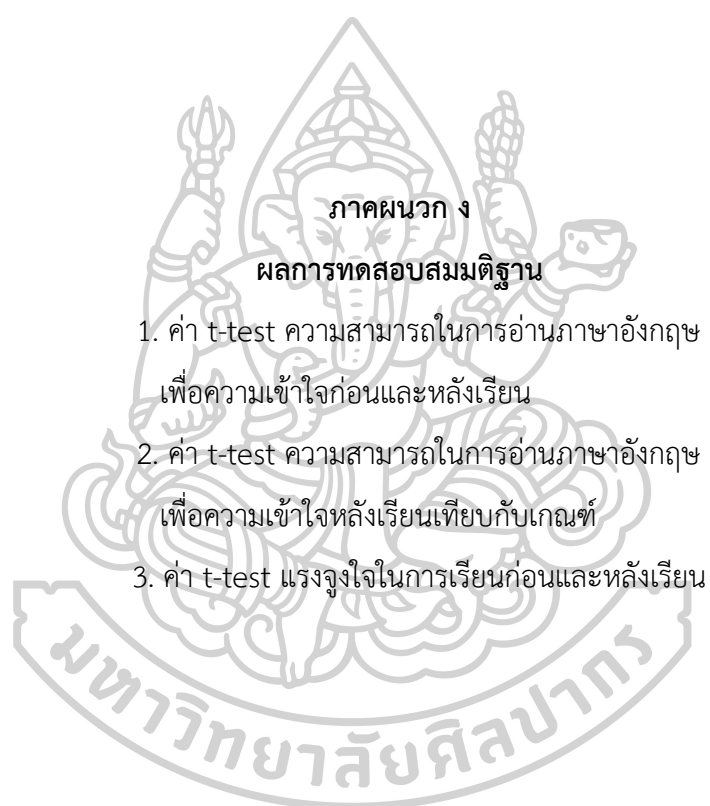 ภาคผนวก ง
ผลการทดสอบสมมติฐาน
1. ค่า t-test ความสามารถในการอ่านภาษาอังกฤษ
เพื่อความเข้าใจก่อนและหลังเรียน
2. ค่า t-test ความสามารถในการอ่านภาษาอังกฤษ
เพื่อความเข้าใจหลังเรียนเทียบกับเกณฑ์
3. ค่า t-test แรงจูงใจในการเรียนก่อนและหลังเรียน
มหาวิทยาลัยศิลปากร